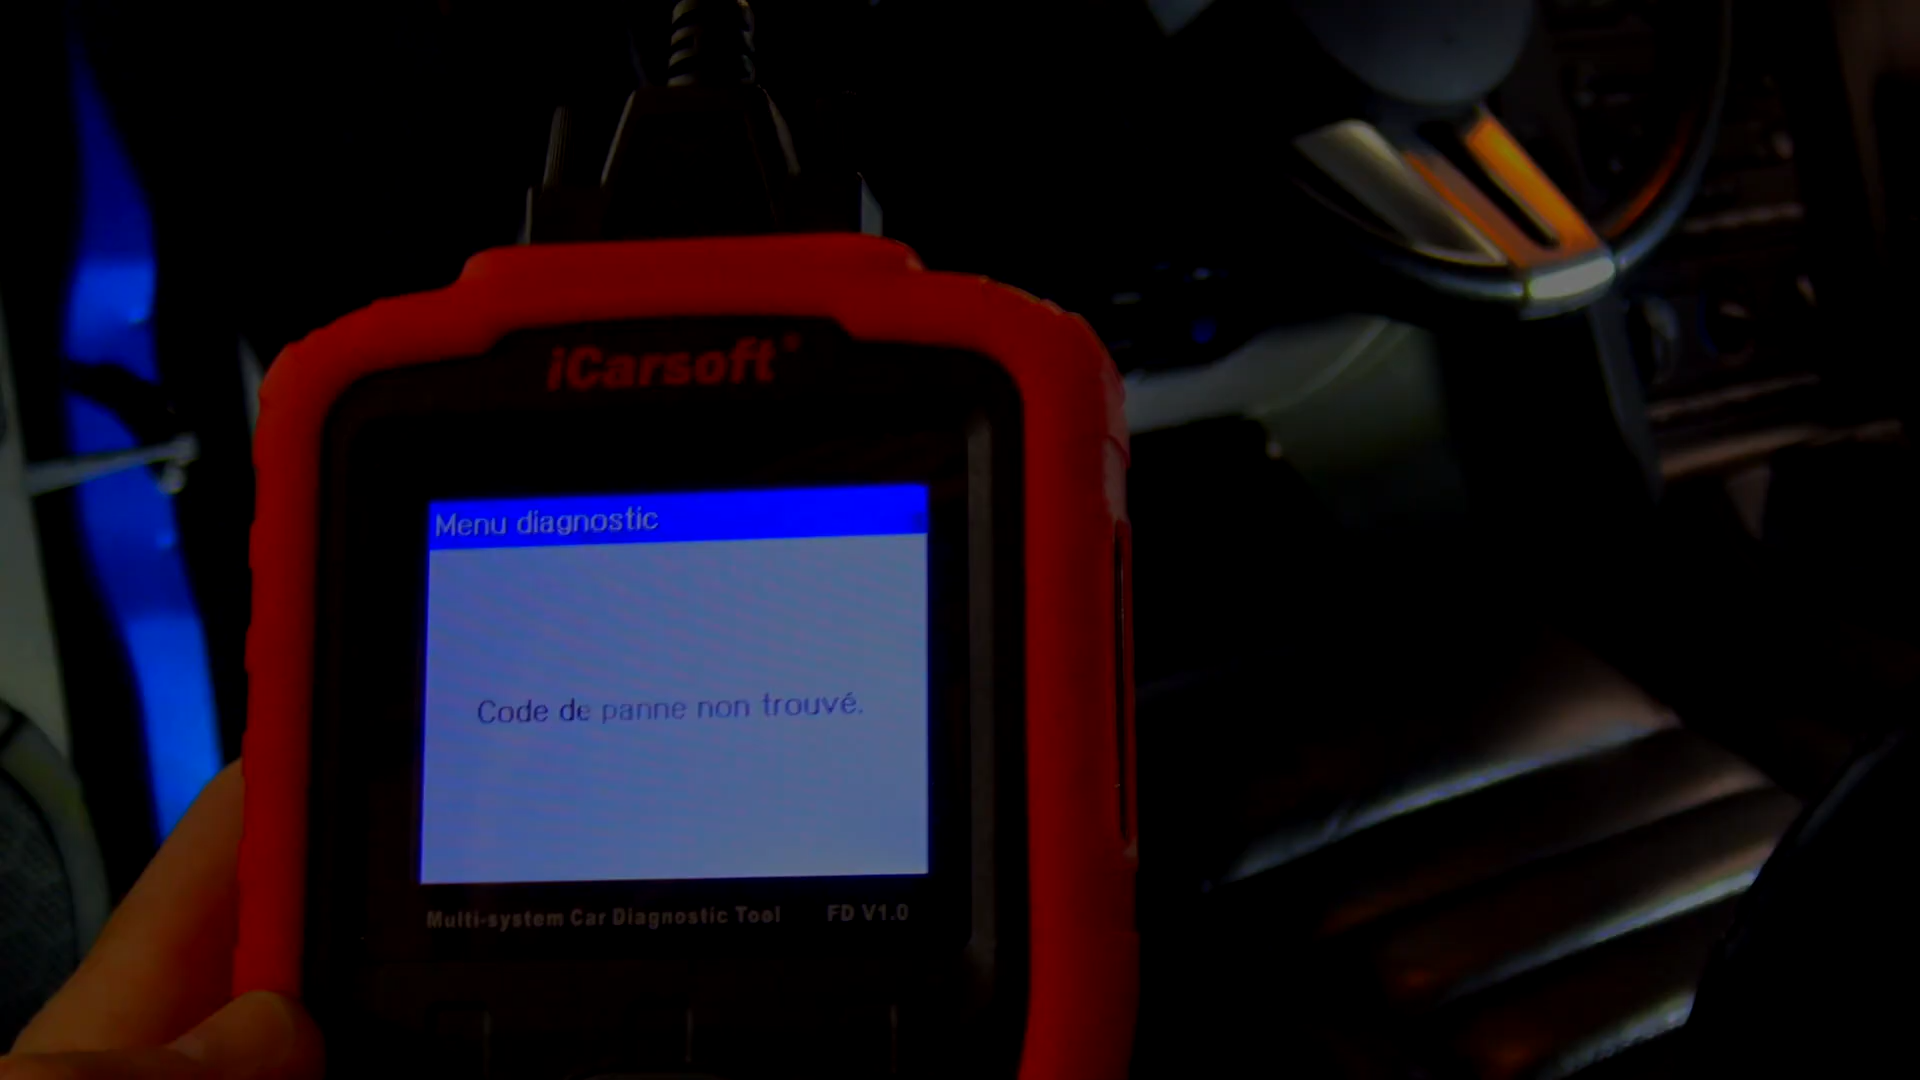 iCarsoft®
Menu diagnostic
Code de panne non trouvé.
Multi-system Car Diagnostic Tool FD V1.0